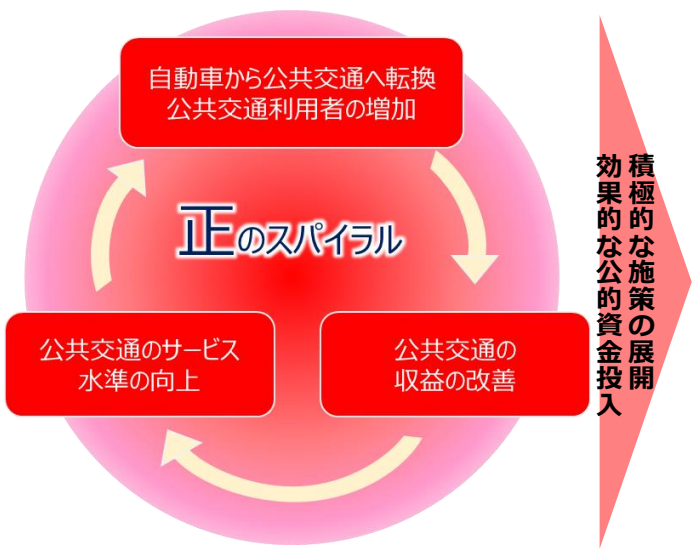 自動車から公共交通へ転換
公共交通利用者の増加
正のスパイラル
公共交通のサービス
水準の向上
公共交通の
収益の改善
積極的な施策の展開
効果的な公的資金投入